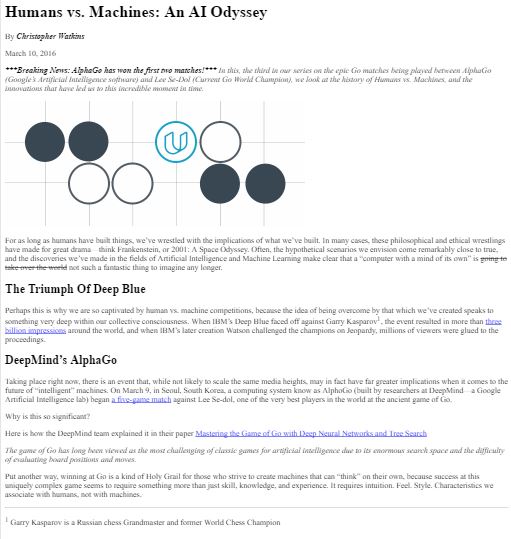 Humans vs. Machines: An AI Odyssey
By Christopher Watkins
March 10, 2016
***Breaking News: AlphaGo has won the first two matches!*** In this, the third in our series on the epic Go matches being played between AlphaGo
(Google's Artificial Intelligence software) and Lee Se-Dol (Current Go World Champion), we look at the history of Humans vs. Machines, and the
innovations that have led us to this incredible moment in time.
For as long as humans have built things, we've wrestled with the implications of what we've built. In many cases, these philosophical and ethical wrestlings
have made for great drama—think Frankenstein, or 2001: A Space Odyssey. Often, the hypothetical scenarios we envision come remarkably close to true,
and the discoveries we've made in the fields of Artificial Intelligence and Machine Learning make clear that a "computer with a mind of its own" is going to
take over the world not such a fantastic thing to imagine any longer.
The Triumph Of Deep Blue
Perhaps this is why we are so captivated by human vs. machine competitions, because the idea of being overcome by that which we've created speaks to
something very deep within our collective consciousness. When IBM's Deep Blue faced off against Garry Kasparov1, the event resulted in more than three
billion impressions around the world, and when IBM's later creation Watson challenged the champions on Jeopardy, millions of viewers were glued to the
proceedings.
DeepMind's AlphaGo
Taking place right now, there is an event that, while not likely to scale the same media heights, may in fact have far greater implications when it comes to the
future of "intelligent" machines. On March 9, in Seoul, South Korea, a computing system know as AlphaGo (built by researchers at DeepMind—a Google
Artificial Intelligence lab) began a five-game match against Lee Se-dol, one of the very best players in the world at the ancient game of Go.
Why is this so significant?
Here is how the DeepMind team explained it in their paper Mastering the Game of Go with Deep Neural Networks and Tree Search
The game of Go has long been viewed as the most challenging of classic games for artificial intelligence due to its enormous search space and the difficulty
of evaluating board positions and moves.
Put another way, winning at Go is a kind of Holy Grail for those who strive to create machines that can "think" on their own, because success at this
uniquely complex game seems to require something more than just skill, knowledge, and experience. It requires intuition. Feel. Style. Characteristics we
associate with humans, not with machines.
1 Garry Kasparov is a Russian chess Grandmaster and former World Chess Champion